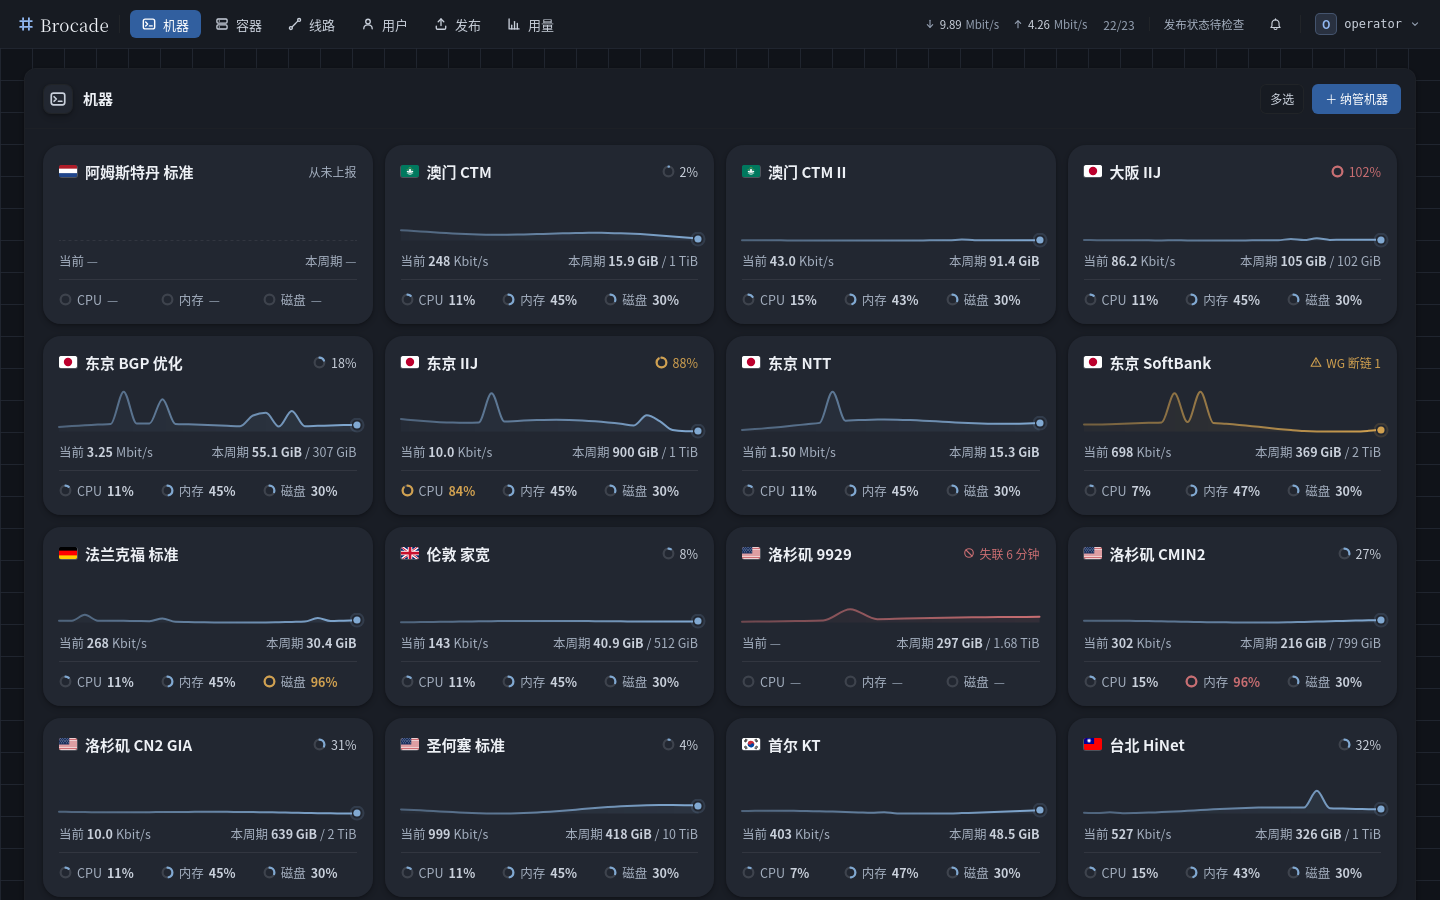 Brocade 机器 容器 线路 用户 发布 用量 9.89 Mbit/s 4.26 Mbit/s 22/23 发布状态待检查 O operator
机器 多选 纳管机器
阿姆斯特丹 标准 从未上报
当前 — 本周期 —
CPU — 内存 — 磁盘 —
澳门 CTM 2%
当前 248 Kbit/s 本周期 15.9 GiB / 1 TiB
CPU 11% 内存 45% 磁盘 30%
澳门 CTM II
当前 43.0 Kbit/s 本周期 91.4 GiB
CPU 15% 内存 43% 磁盘 30%
大阪 IIJ 102%
当前 86.2 Kbit/s 本周期 105 GiB / 102 GiB
CPU 11% 内存 45% 磁盘 30%
东京 BGP 优化 18%
当前 3.25 Mbit/s 本周期 55.1 GiB / 307 GiB
CPU 11% 内存 45% 磁盘 30%
东京 IIJ 88%
当前 10.0 Kbit/s 本周期 900 GiB / 1 TiB
CPU 84% 内存 45% 磁盘 30%
东京 NTT
当前 1.50 Mbit/s 本周期 15.3 GiB
CPU 11% 内存 45% 磁盘 30%
东京 SoftBank WG 断链 1
当前 698 Kbit/s 本周期 369 GiB / 2 TiB
CPU 7% 内存 47% 磁盘 30%
法兰克福 标准
当前 268 Kbit/s 本周期 30.4 GiB
CPU 11% 内存 45% 磁盘 96%
伦敦 家宽 8%
当前 143 Kbit/s 本周期 40.9 GiB / 512 GiB
CPU 11% 内存 45% 磁盘 30%
洛杉矶 9929 失联 6 分钟
当前 — 本周期 297 GiB / 1.68 TiB
CPU — 内存 — 磁盘 —
洛杉矶 CMIN2 27%
当前 302 Kbit/s 本周期 216 GiB / 799 GiB
CPU 15% 内存 96% 磁盘 30%
洛杉矶 CN2 GIA 31%
当前 10.0 Kbit/s 本周期 639 GiB / 2 TiB
CPU 11% 内存 45% 磁盘 30%
圣何塞 标准 4%
当前 999 Kbit/s 本周期 418 GiB / 10 TiB
CPU 11% 内存 45% 磁盘 30%
首尔 KT
当前 403 Kbit/s 本周期 48.5 GiB
CPU 7% 内存 47% 磁盘 30%
台北 HiNet 32%
当前 527 Kbit/s 本周期 326 GiB / 1 TiB
CPU 15% 内存 43% 磁盘 30%